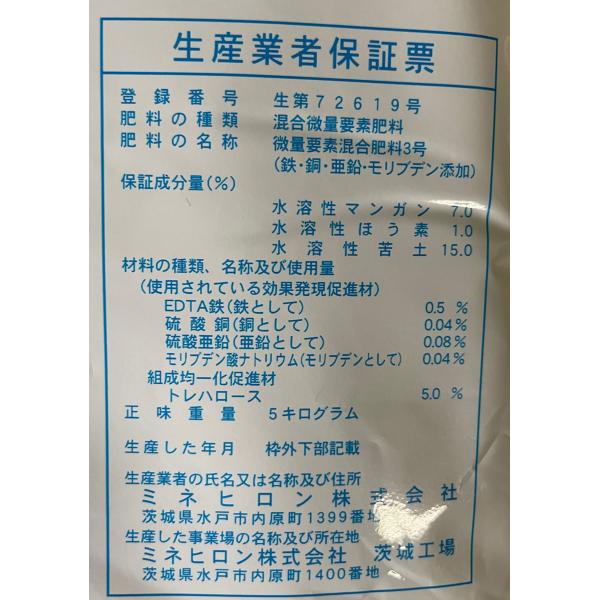 生産業者保証票
登録番号 生第72619号
肥料の種類 混合微量要素肥料
肥料の名称 微量要素混合肥料3号
(鉄・銅・亜鉛・モリブデン添加)
保証成分量(%)
水溶性マンガン 7.0
水溶性ほう素 1.0
水溶性苦土 15.0
材料の種類、名称及び使用量
(使用されている効果発現促進材)
EDTA鉄(鉄として) 0.5 %
硫酸銅(銅として) 0.04%
硫酸亜鉛(亜鉛として) 0.08%
モリブデン酸ナトリウム(モリブデンとして) 0.04%
組成均一化促進材
トレハロース 5.0 %
正味重量 5キログラム
生産した年月 枠外下部記載
生産業者の氏名又は名称及び住所
ミネヒロン株式会社
茨城県水戸市内原町1399番地
生産した事業場の名称及び所在地
ミネヒロン株式会社 茨城工場
茨城県水戸市内原町1400番地